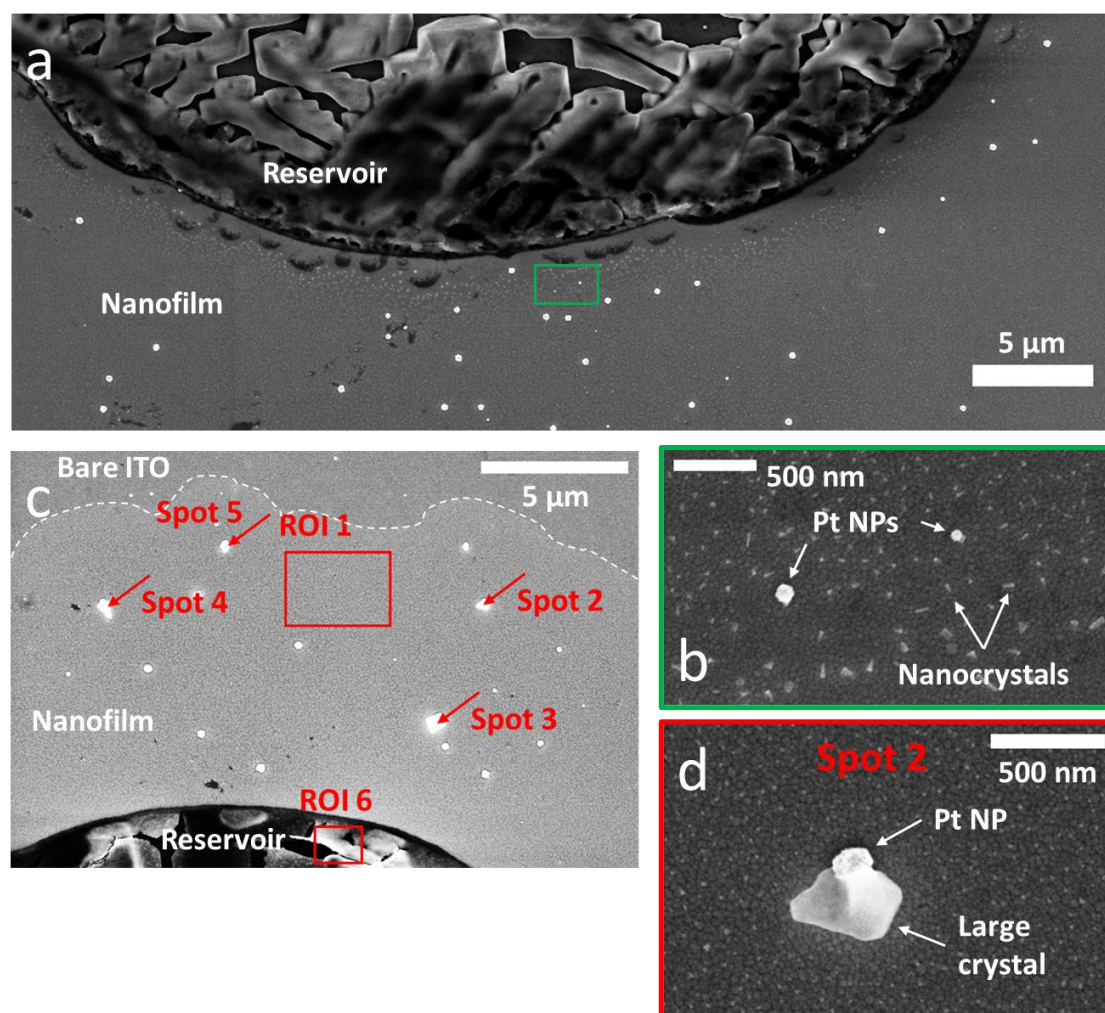 a
Reservoir
Nanofilm
5 µm
Bare ITO
c
5 µm
Spot 5
ROI 1
Spot 4
Spot 2
Nanofilm
Spot 3
ROI 6
Reservoir
500 nm
Pt NPs
b
Nanocrystals
d
Spot 2
500 nm
Pt NP
Large
crystal